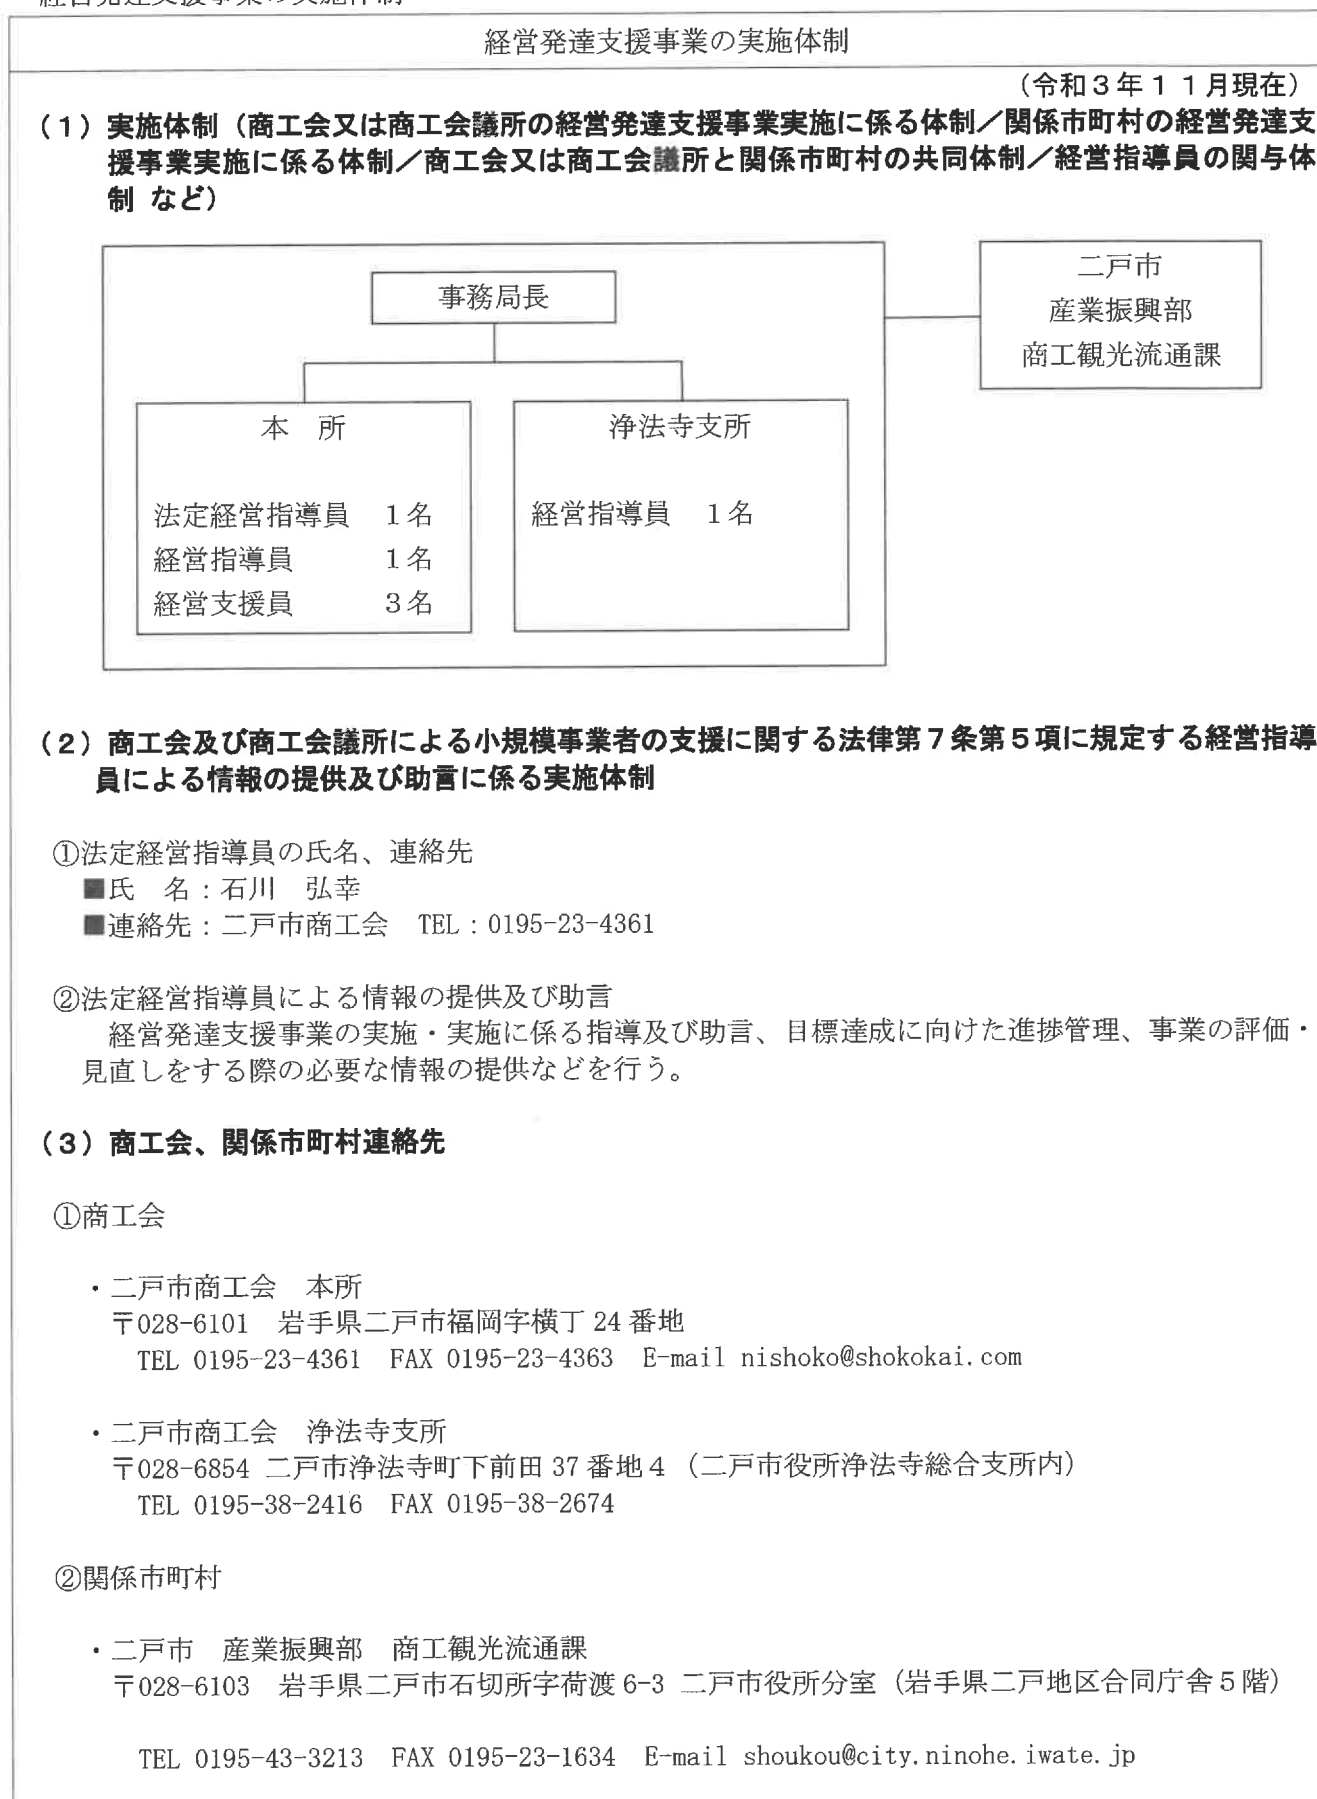 経営発達支援事業の実施体制
経営発達支援事業の実施体制
(令和3年11月現在)
(1)実施体制(商工会又は商工会議所の経営発達支援事業実施に係る体制/関係市町村の経営発達支
援事業実施に係る体制/商工会又は商工会議所と関係市町村の共同体制/経営指導員の関与体
制 など)
事務局長
二戸市
産業振興部
商工観光流通課
本 所
法定経営指導員 1名
経営指導員 1名
経営支援員 3名
浄法寺支所
経営指導員 1名
(2)商工会及び商工会議所による小規模事業者の支援に関する法律第7条第5項に規定する経営指導
員による情報の提供及び助言に係る実施体制
①法定経営指導員の氏名、連絡先
■氏 名:石川 弘幸
■連絡先:二戸市商工会 TEL:0195-23-4361
②法定経営指導員による情報の提供及び助言
経営発達支援事業の実施・実施に係る指導及び助言、目標達成に向けた進捗管理、事業の評価・
見直しをする際の必要な情報の提供などを行う。
(3)商工会、関係市町村連絡先
①商工会
・二戸市商工会 本所
〒028-6101 岩手県二戸市福岡字横丁24番地
TEL 0195-23-4361 FAX 0195-23-4363 E-mail nishoko@shokokai.com
・二戸市商工会 浄法寺支所
〒028-6854 二戸市浄法寺町下前田37番地4(二戸市役所浄法寺総合支所内)
TEL 0195-38-2416 FAX 0195-38-2674
②関係市町村
・二戸市 産業振興部 商工観光流通課
〒028-6103 岩手県二戸市石切所字荷渡6-3 二戸市役所分室(岩手県二戸地区合同庁舎5階)
TEL 0195-43-3213 FAX 0195-23-1634 E-mail shoukou@city.ninohe.iwate.jp